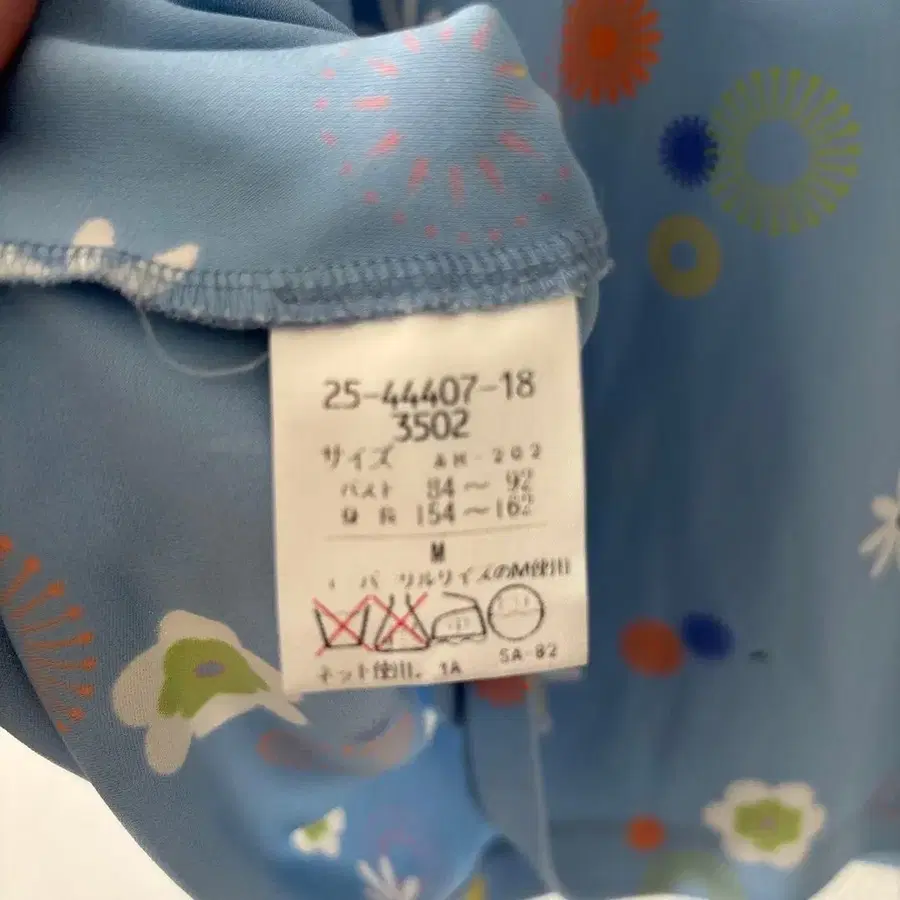 25-44407-18
3502
サイズ
バスト 84〜92
身長 154〜162
M
ネット使用. 1A SA-82